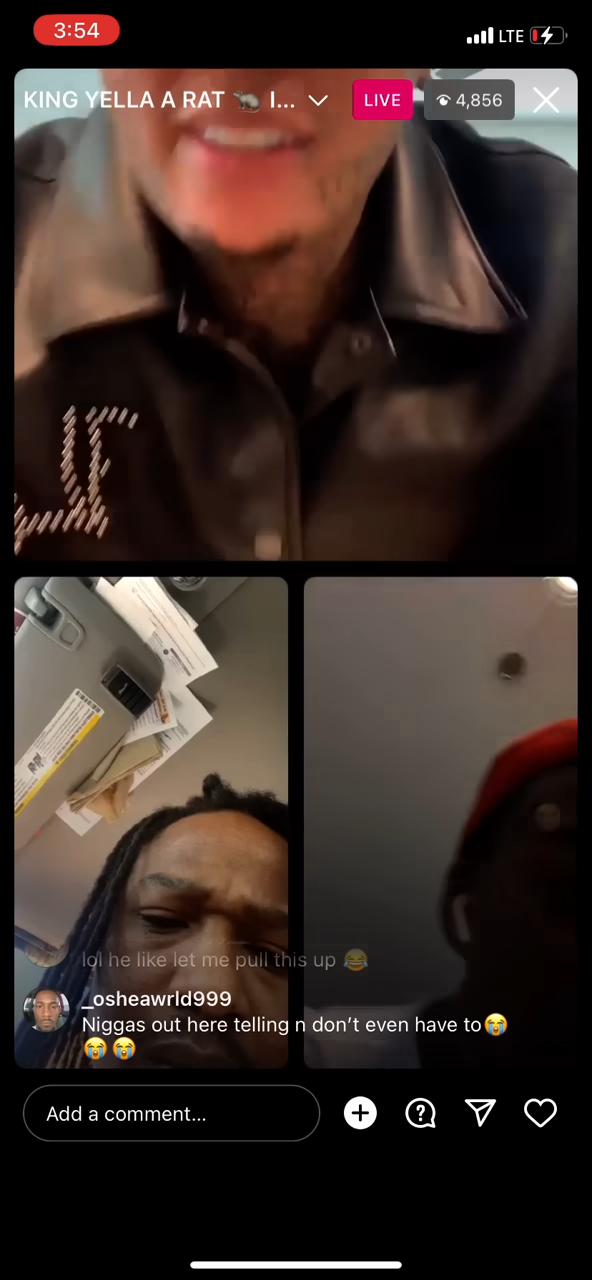 3:54
LTE
KING YELLA A RAT 🐀 I...
LIVE
4,856
lol he like let me pull this up 😂
_osheawrld999
Niggas out here telling n don’t even have to😭
😭😭
Add a comment...